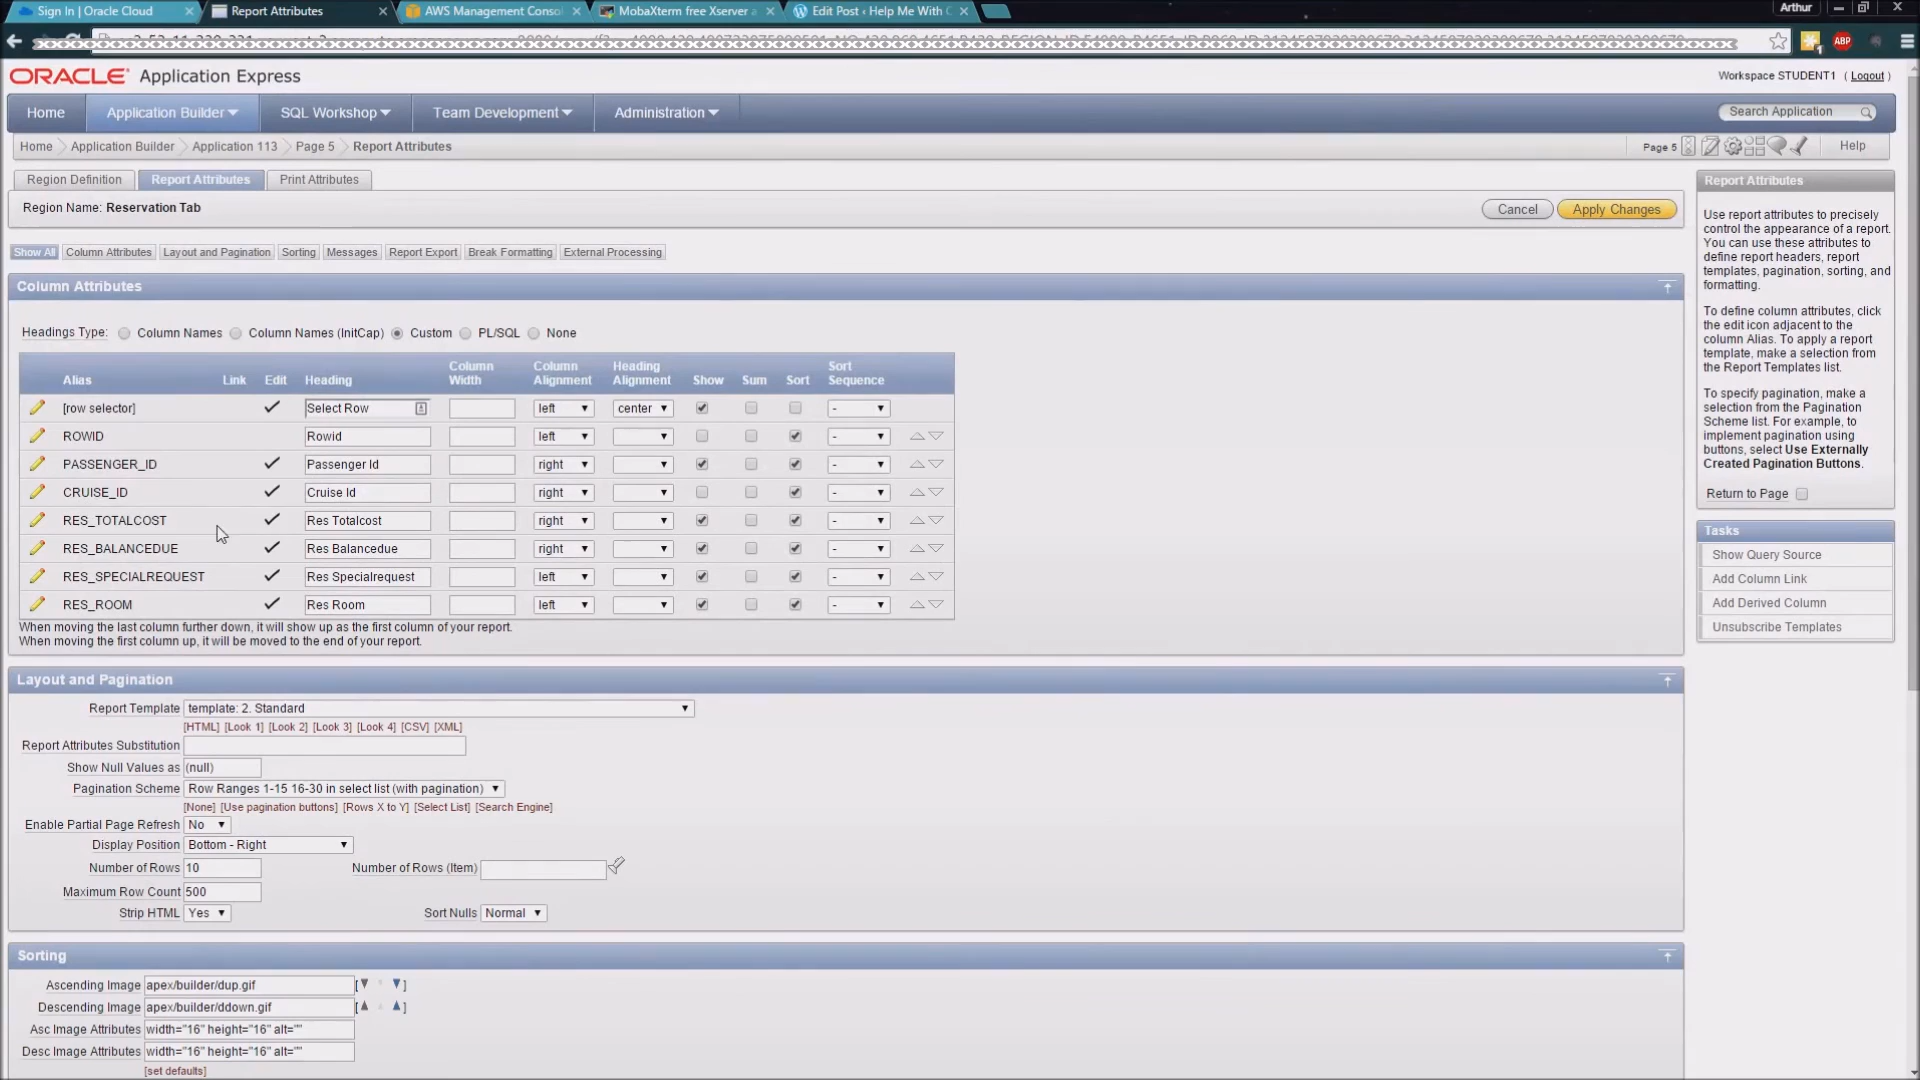 Sign In | Oracle Cloud × Report Attributes × AWS Management Consol × MobaXterm free Xserver a × Edit Post ‹ Help Me With O × Arthur
ABP
ORACLE Application Express
Workspace STUDENT1 ( Logout )
Home Application Builder SQL Workshop Team Development Administration Search Application
Home Application Builder Application 113 Page 5 Report Attributes Page 5 Help
Region Definition Report Attributes Print Attributes
Region Name: Reservation Tab Cancel Apply Changes
Show All Column Attributes Layout and Pagination Sorting Messages Report Export Break Formatting External Processing
Column Attributes
Headings Type: Column Names Column Names (InitCap) Custom PL/SQL None
Alias Link Edit Heading Column Width Column Alignment Heading Alignment Show Sum Sort Sort Sequence
[row selector] Select Row left center -
ROWID Rowid left -
PASSENGER_ID Passenger Id right -
CRUISE_ID Cruise Id right -
RES_TOTALCOST Res Totalcost right -
RES_BALANCEDUE Res Balancedue right -
RES_SPECIALREQUEST Res Specialrequest left -
RES_ROOM Res Room left -
When moving the last column further down, it will show up as the first column of your report.
When moving the first column up, it will be moved to the end of your report.
Layout and Pagination
Report Template template: 2. Standard
[HTML] [Look 1] [Look 2] [Look 3] [Look 4] [CSV] [XML]
Report Attributes Substitution
Show Null Values as (null)
Pagination Scheme Row Ranges 1-15 16-30 in select list (with pagination)
[None] [Use pagination buttons] [Rows X to Y] [Select List] [Search Engine]
Enable Partial Page Refresh No
Display Position Bottom - Right
Number of Rows 10 Number of Rows (Item)
Maximum Row Count 500
Strip HTML Yes Sort Nulls Normal
Sorting
Ascending Image apex/builder/dup.gif [ ]
Descending Image apex/builder/ddown.gif [ ]
Asc Image Attributes width="16" height="16" alt=""
Desc Image Attributes width="16" height="16" alt=""
[set defaults]
Report Attributes
Use report attributes to precisely
control the appearance of a report.
You can use these attributes to
define report headers, report
templates, pagination, sorting, and
formatting.
To define column attributes, click
the edit icon adjacent to the
column Alias. To apply a report
template, make a selection from
the Report Templates list.
To specify pagination, make a
selection from the Pagination
Scheme list. For example, to
implement pagination using
buttons, select Use Externally
Created Pagination Buttons.
Return to Page
Tasks
Show Query Source
Add Column Link
Add Derived Column
Unsubscribe Templates